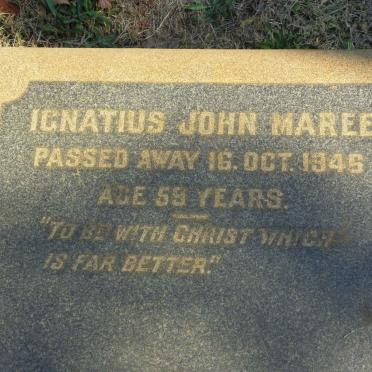 IGNATIUS JOHN MAREE
PASSED AWAY 16. OCT. 1946
AGE 59 YEARS.
"TO BE WITH CHRIST WHICH
IS FAR BETTER."